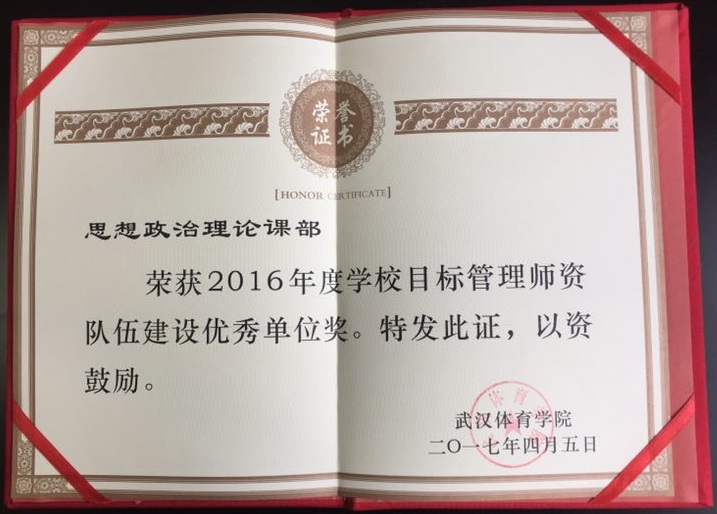 荣誉
证书
[HONOR CERTIFICATE]
思想政治理论课部
荣获2016年度学校目标管理师资
队伍建设优秀单位奖。特发此证，以资
鼓励。
体育
武汉体育学院
二〇一七年四月五日